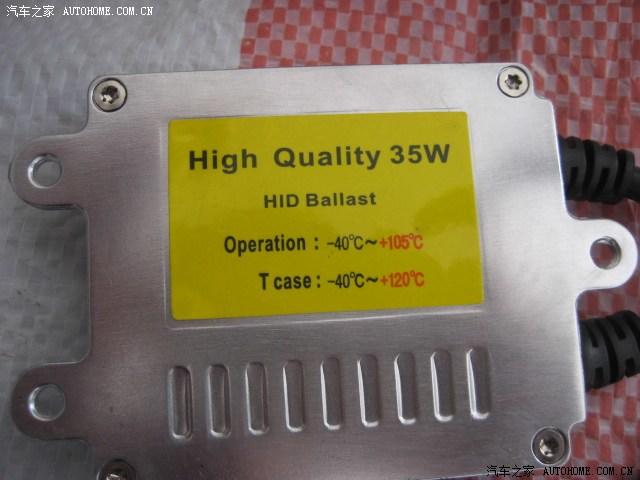 汽车之家 AUTOHOME.COM.CN
High Quality 35W
HID Ballast
Operation : -40℃~+105℃
T case : -40℃~+120℃
汽车之家 AUTOHOME.COM.CN